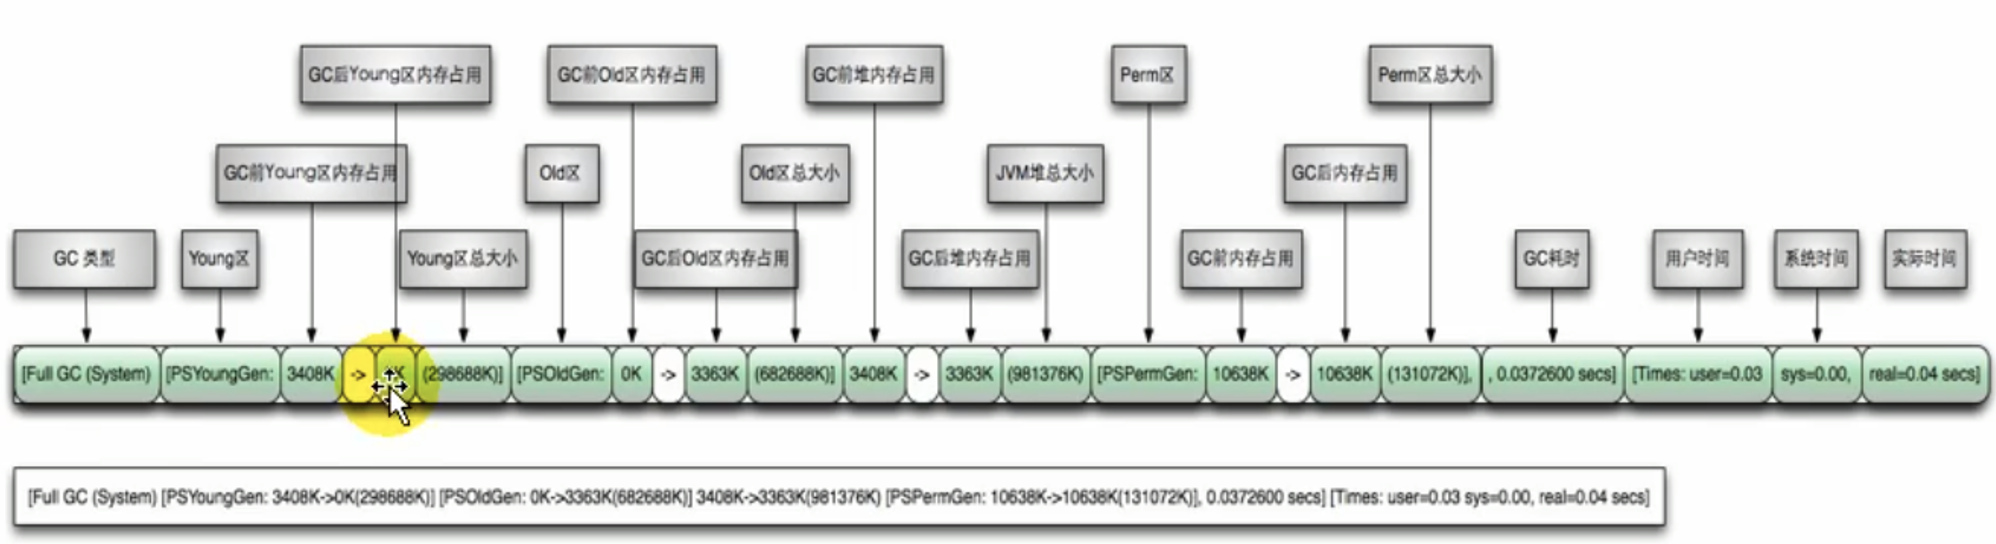 GC后Young区内存占用 GC前Old区内存占用 GC前堆内存占用 Perm区 Perm区总大小
GC前Young区内存占用 Old区 Old区总大小 JVM堆总大小 GC后内存占用
GC 类型 Young区 Young区总大小 GC后Old区内存占用 GC后堆内存占用 GC前内存占用 GC耗时 用户时间 系统时间 实际时间
[Full GC (System) [PSYoungGen: 3408K -> (298688K)] [PSOldGen: 0K -> 3363K (682688K)] 3408K -> 3363K (981376K) [PSPermGen: 10638K -> 10638K (131072K)], , 0.0372600 secs] [Times: user=0.03 sys=0.00, real=0.04 secs]
[Full GC (System) [PSYoungGen: 3408K->0K(298688K)] [PSOldGen: 0K->3363K(682688K)] 3408K->3363K(981376K) [PSPermGen: 10638K->10638K(131072K)], 0.0372600 secs] [Times: user=0.03 sys=0.00, real=0.04 secs]